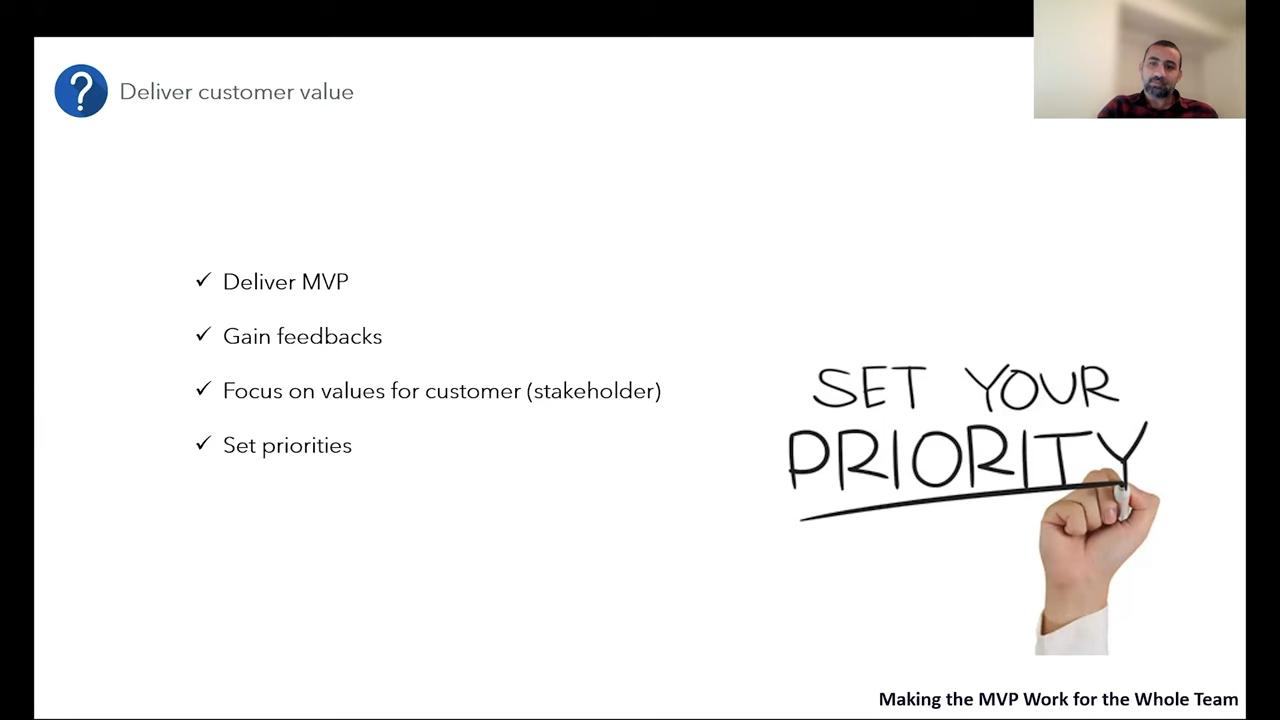 ?
Deliver customer value
✓ Deliver MVP
✓ Gain feedbacks
✓ Focus on values for customer (stakeholder)
✓ Set priorities
SET YOUR
PRIORITY
Making the MVP Work for the Whole Team